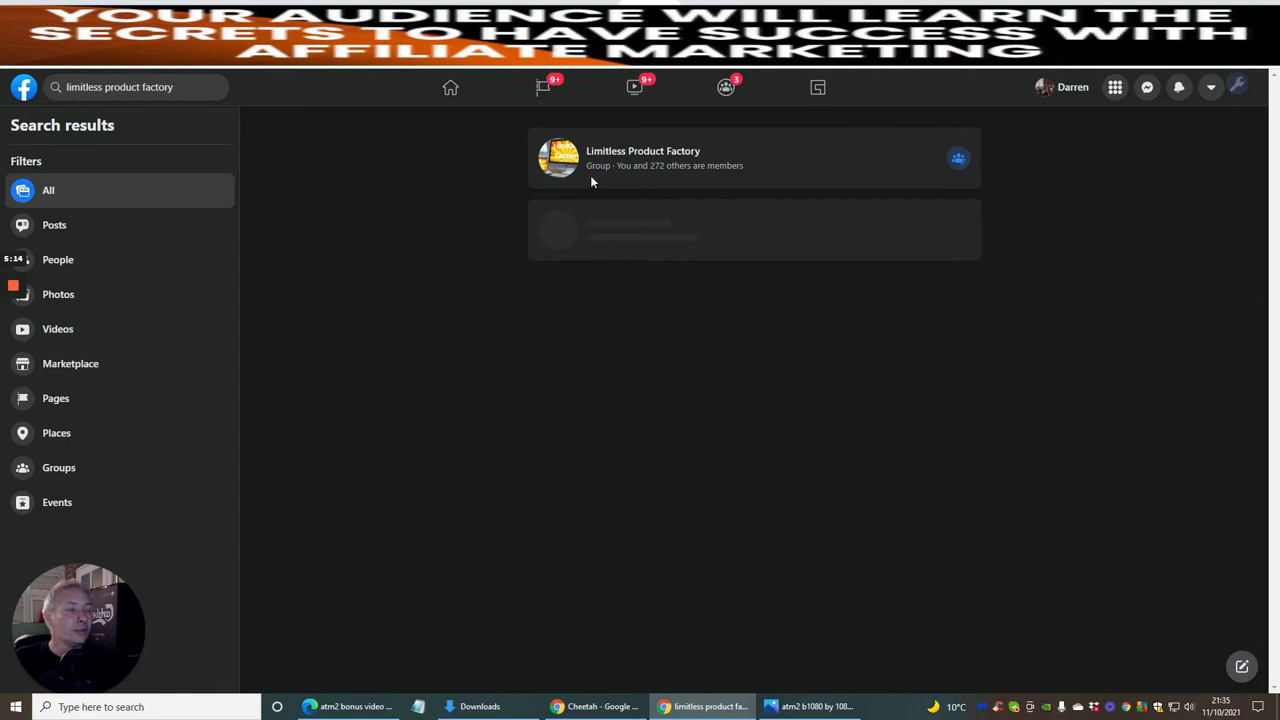 YOUR AUDIENCE WILL LEARN THE
SECRETS TO HAVE SUCCESS WITH
AFFILIATE MARKETING
limitless product factory
9+
9+
3
Darren
Search results
Filters
All
Posts
People
Photos
Videos
Marketplace
Pages
Places
Groups
Events
5:14
Limitless Product Factory
Group · You and 272 others are members
Type here to search
atm2 bonus video ...
Downloads
Cheetah - Google ...
limitless product fa...
atm2 b1080 by 108...
10°C
21:35
11/10/2021